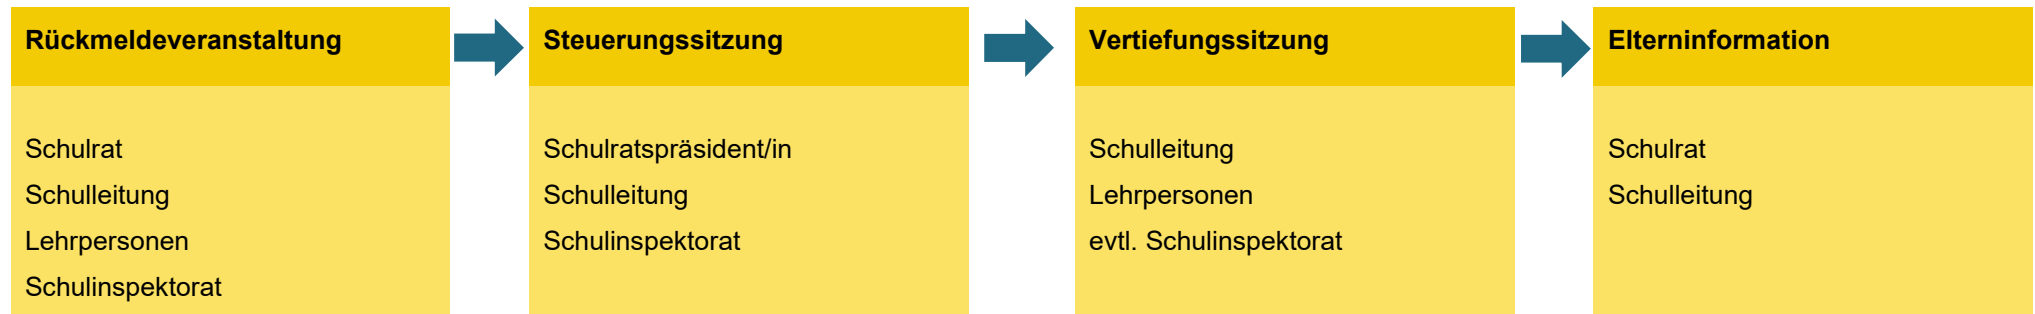 Rückmeldeveranstaltung
Schulrat
Schulleitung
Lehrpersonen
Schulinspektorat
Steuerungssitzung
Schulratspräsident/in
Schulleitung
Schulinspektorat
Vertiefungssitzung
Schulleitung
Lehrpersonen
evtl. Schulinspektorat
Elterninformation
Schulrat
Schulleitung